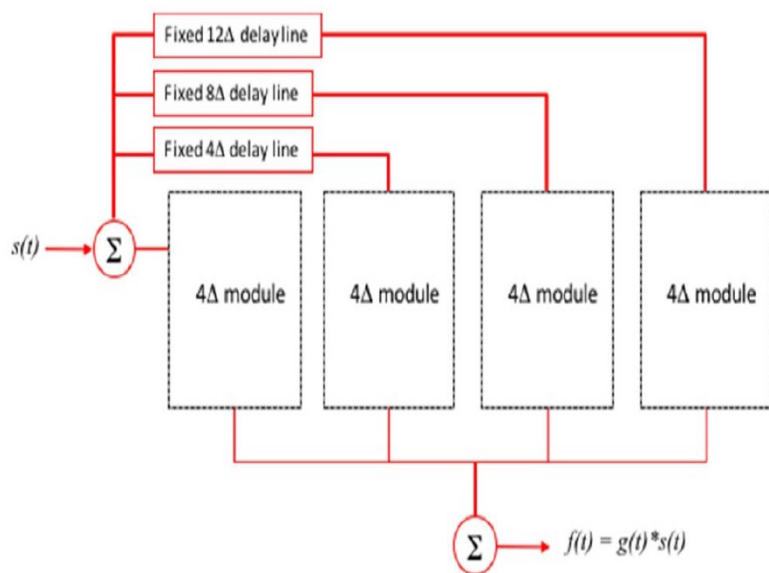 Fixed 12Δ delay line
Fixed 8Δ delay line
Fixed 4Δ delay line
s(t)
Σ
4Δ module
4Δ module
4Δ module
4Δ module
Σ
f(t) = g(t)*s(t)